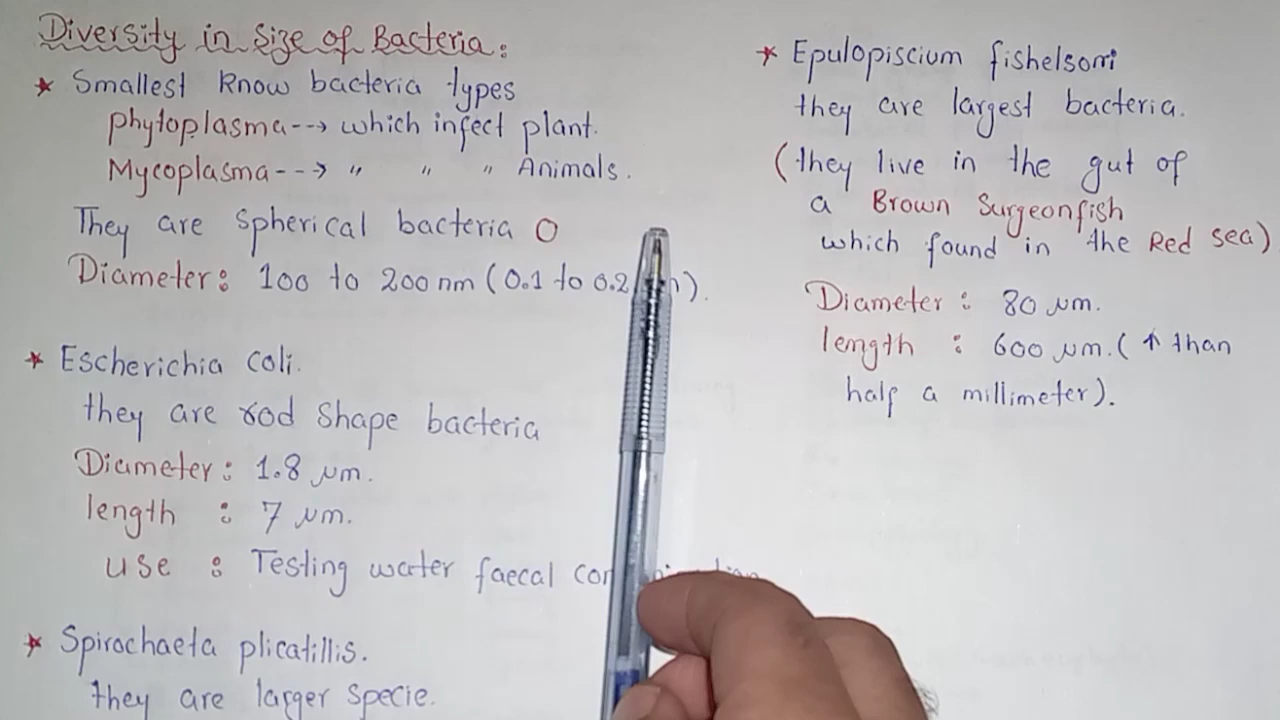 Diversity in Size of Bacteria:
* Smallest Know bacteria types
Phytoplasma--→ which infect plant.
Mycoplasma---→ " " " Animals.
They are Spherical bacteria O
Diameter: 100 to 200 nm (0.1 to 0.2
* Escherichia Coli.
they are rod Shape bacteria
Diameter: 1.8 μm.
length : 7 μm.
use : Testing water faecal
* Spirochaeta plicatillis.
they are larger Specie.
* Epulopiscium fishelsoni
they are largest bacteria.
(they live in the gut of
a Brown Surgeonfish
which found in the Red Sea)
Diameter : 80 μm.
length : 600 μm. (↑ than
half a millimeter).